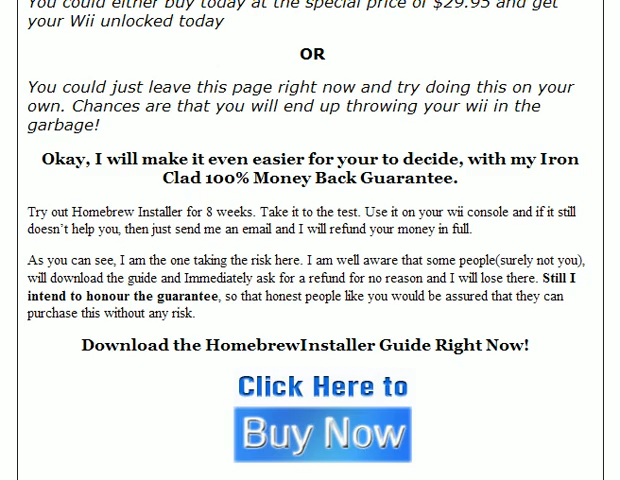 You could either buy today at the special price of $29.95 and get
your Wii unlocked today
OR
You could just leave this page right now and try doing this on your
own. Chances are that you will end up throwing your wii in the
garbage!
Okay, I will make it even easier for your to decide, with my Iron
Clad 100% Money Back Guarantee.
Try out Homebrew Installer for 8 weeks. Take it to the test. Use it on your wii console and if it still
doesn't help you, then just send me an email and I will refund your money in full.
As you can see, I am the one taking the risk here. I am well aware that some people(surely not you),
will download the guide and Immediately ask for a refund for no reason and I will lose there. Still I
intend to honour the guarantee, so that honest people like you would be assured that they can
purchase this without any risk.
Download the HomebrewInstaller Guide Right Now!
Click Here to
Buy Now